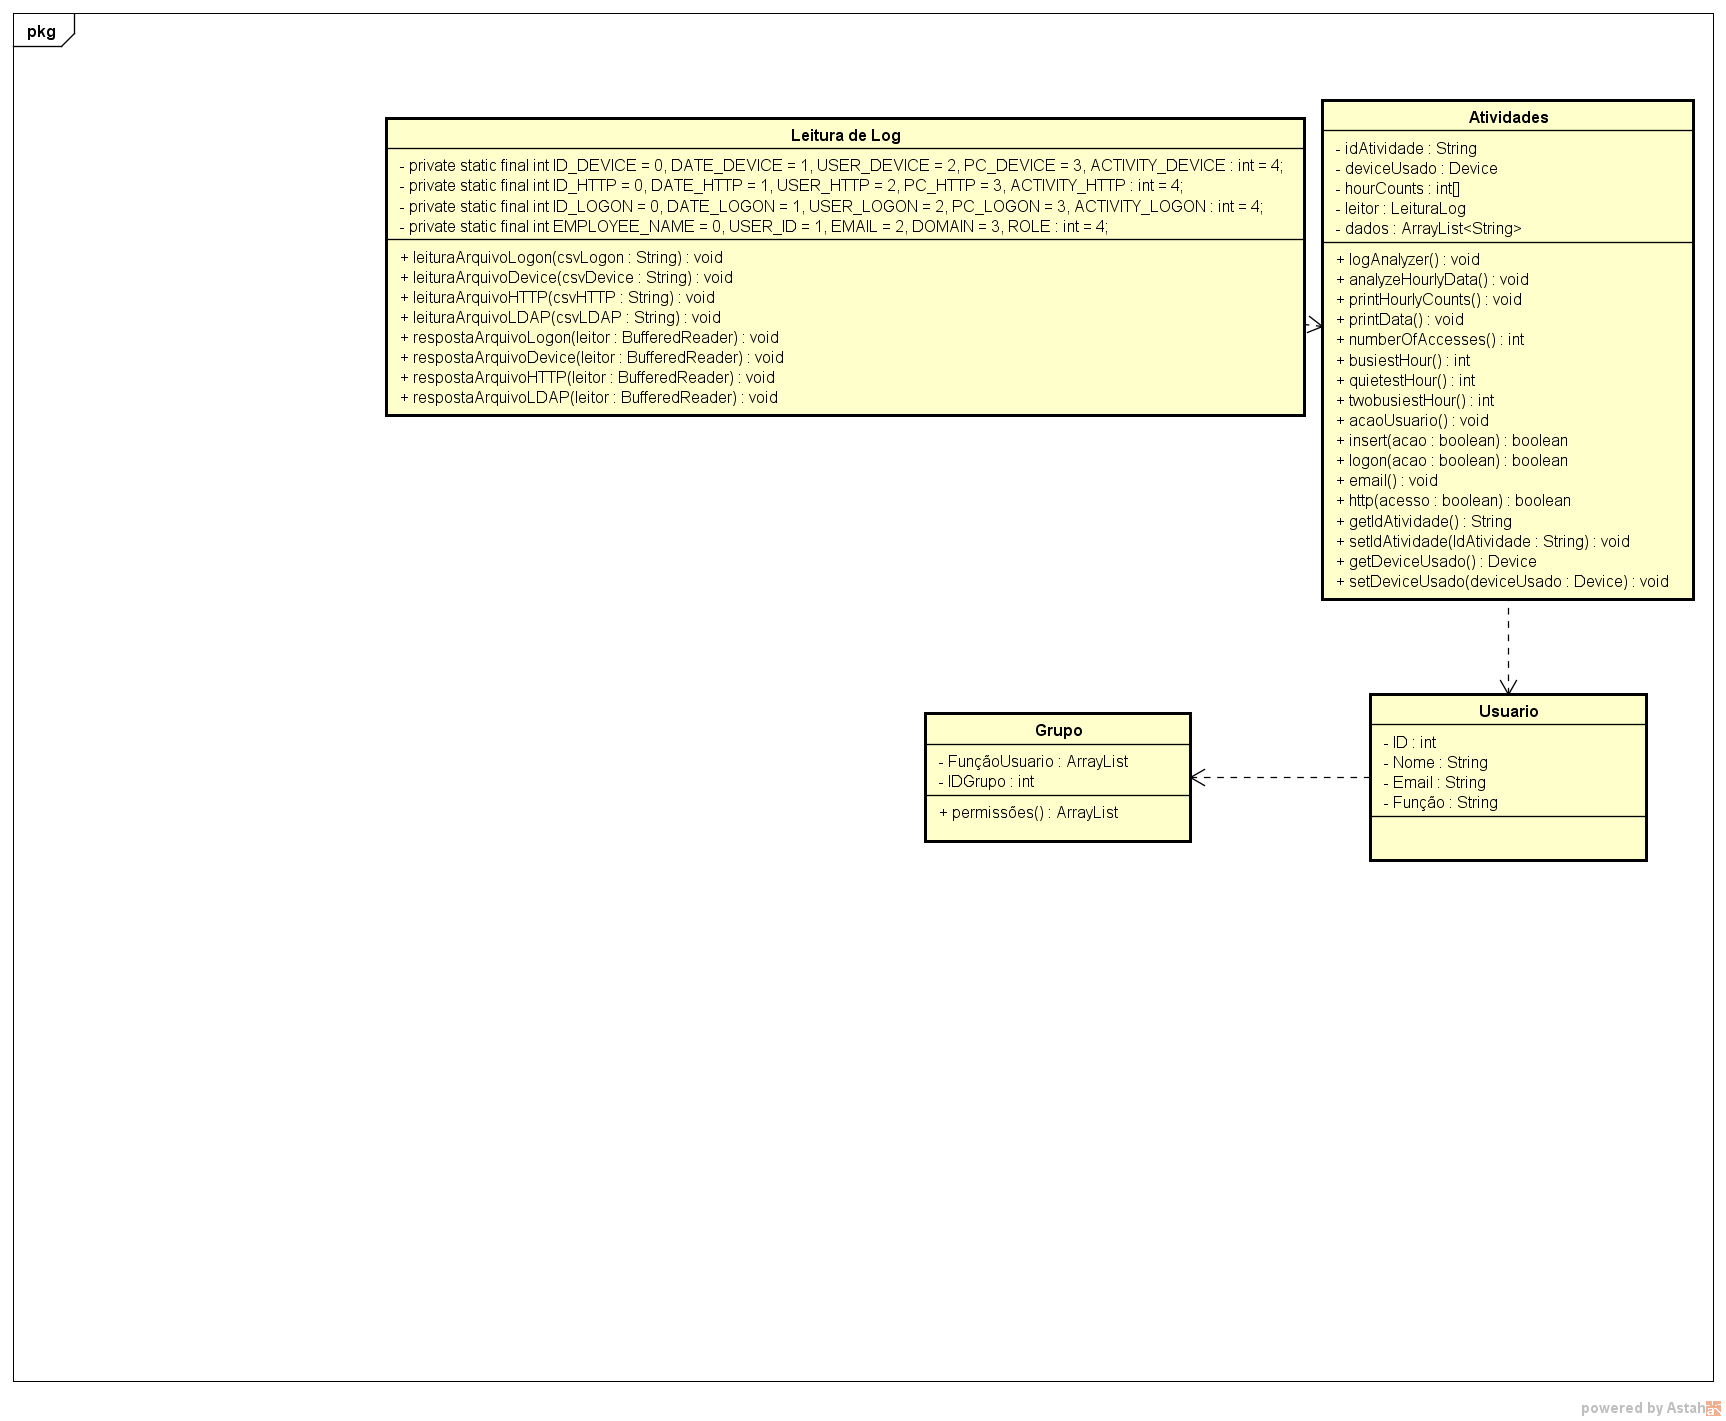 pkg
Leitura de Log
- private static final int ID_DEVICE = 0, DATE_DEVICE = 1, USER_DEVICE = 2, PC_DEVICE = 3, ACTIVITY_DEVICE : int = 4;
- private static final int ID_HTTP = 0, DATE_HTTP = 1, USER_HTTP = 2, PC_HTTP = 3, ACTIVITY_HTTP : int = 4;
- private static final int ID_LOGON = 0, DATE_LOGON = 1, USER_LOGON = 2, PC_LOGON = 3, ACTIVITY_LOGON : int = 4;
- private static final int EMPLOYEE_NAME = 0, USER_ID = 1, EMAIL = 2, DOMAIN = 3, ROLE : int = 4;
+ leituraArquivoLogon(csvLogon : String) : void
+ leituraArquivoDevice(csvDevice : String) : void
+ leituraArquivoHTTP(csvHTTP : String) : void
+ leituraArquivoLDAP(csvLDAP : String) : void
+ respostaArquivoLogon(leitor : BufferedReader) : void
+ respostaArquivoDevice(leitor : BufferedReader) : void
+ respostaArquivoHTTP(leitor : BufferedReader) : void
+ respostaArquivoLDAP(leitor : BufferedReader) : void
Atividades
- idAtividade : String
- deviceUsado : Device
- hourCounts : int[]
- leitor : LeituraLog
- dados : ArrayList<String>
+ logAnalyzer() : void
+ analyzeHourlyData() : void
+ printHourlyCounts() : void
+ printData() : void
+ numberOfAccesses() : int
+ busiestHour() : int
+ quietestHour() : int
+ twobusiestHour() : int
+ acaoUsuario() : void
+ insert(acao : boolean) : boolean
+ logon(acao : boolean) : boolean
+ email() : void
+ http(acesso : boolean) : boolean
+ getIdAtividade() : String
+ setIdAtividade(IdAtividade : String) : void
+ getDeviceUsado() : Device
+ setDeviceUsado(deviceUsado : Device) : void
Grupo
- FunçãoUsuario : ArrayList
- IDGrupo : int
+ permissões() : ArrayList
Usuario
- ID : int
- Nome : String
- Email : String
- Função : String
powered by Astah